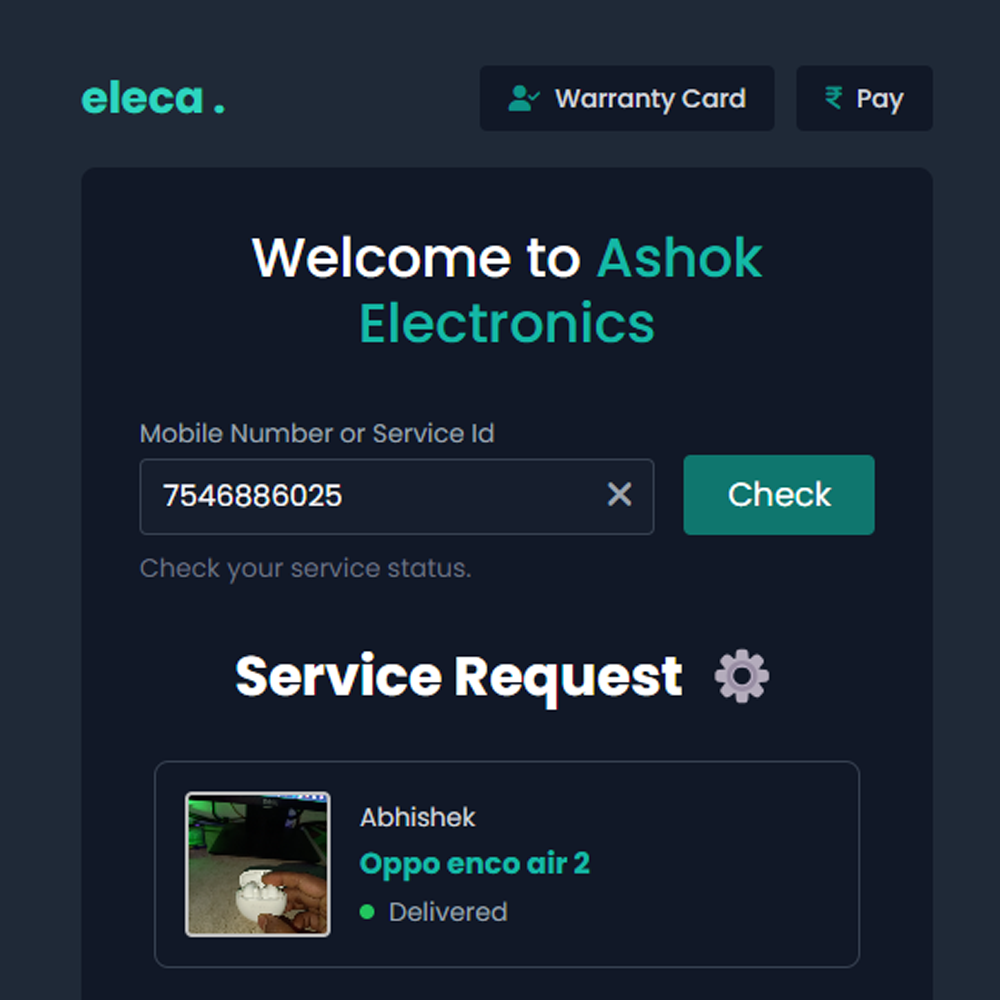 eleca .
Warranty Card
₹ Pay
Welcome to Ashok
Electronics
Mobile Number or Service Id
7546886025
Check
Check your service status.
Service Request
Abhishek
Oppo enco air 2
Delivered